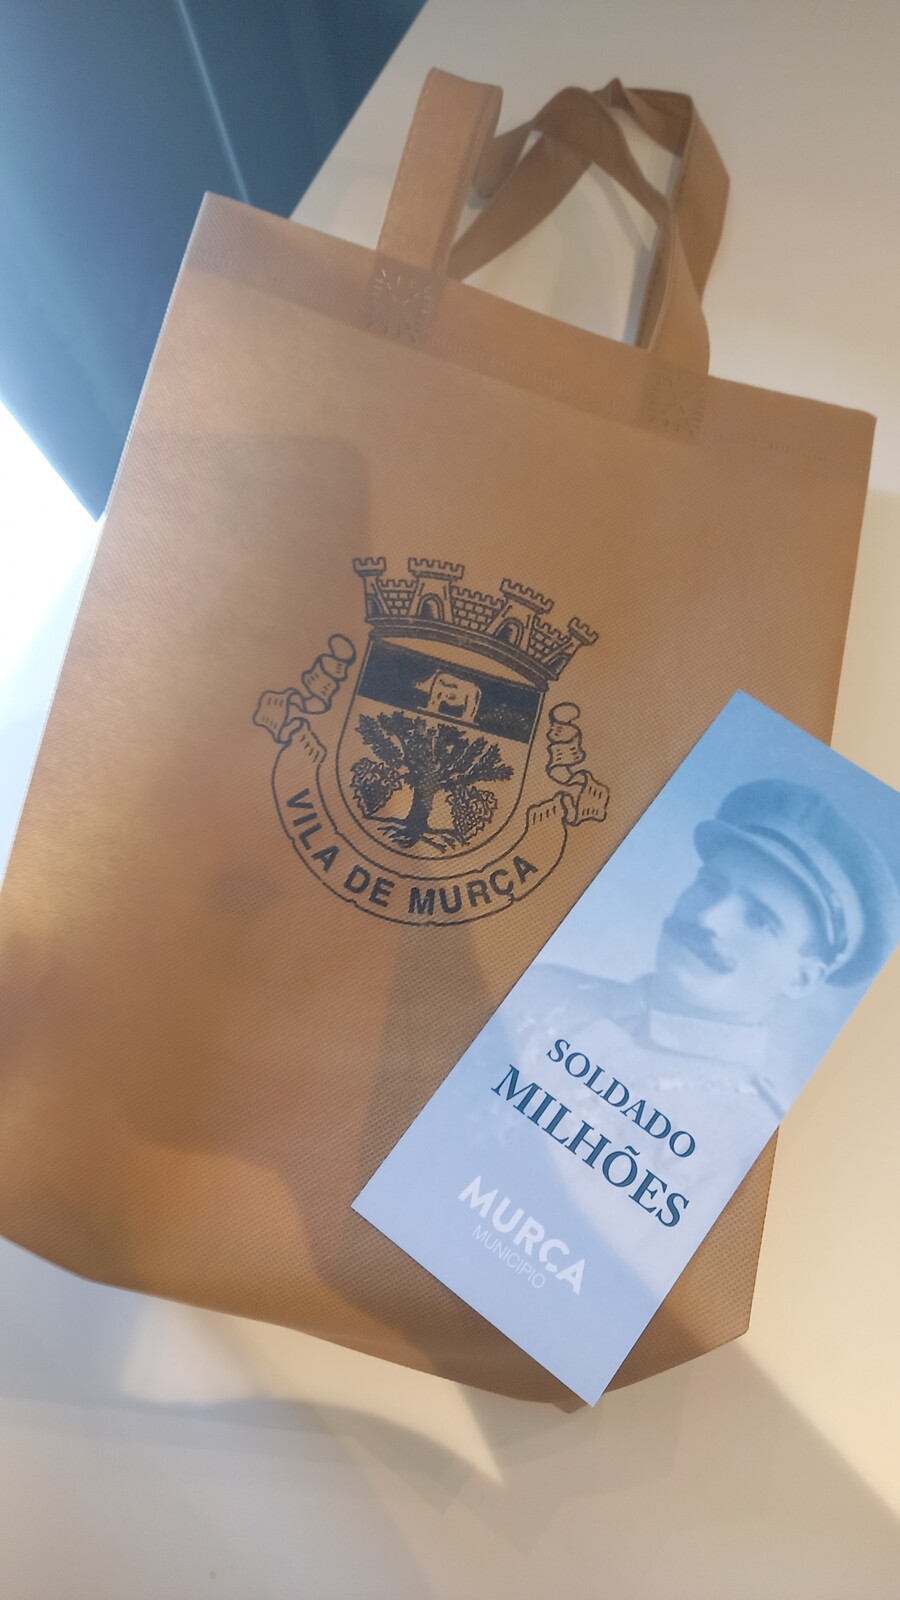 VILA DE MURÇA
SOLDADO
MILHÕES
MURÇA
MUNICÍPIO